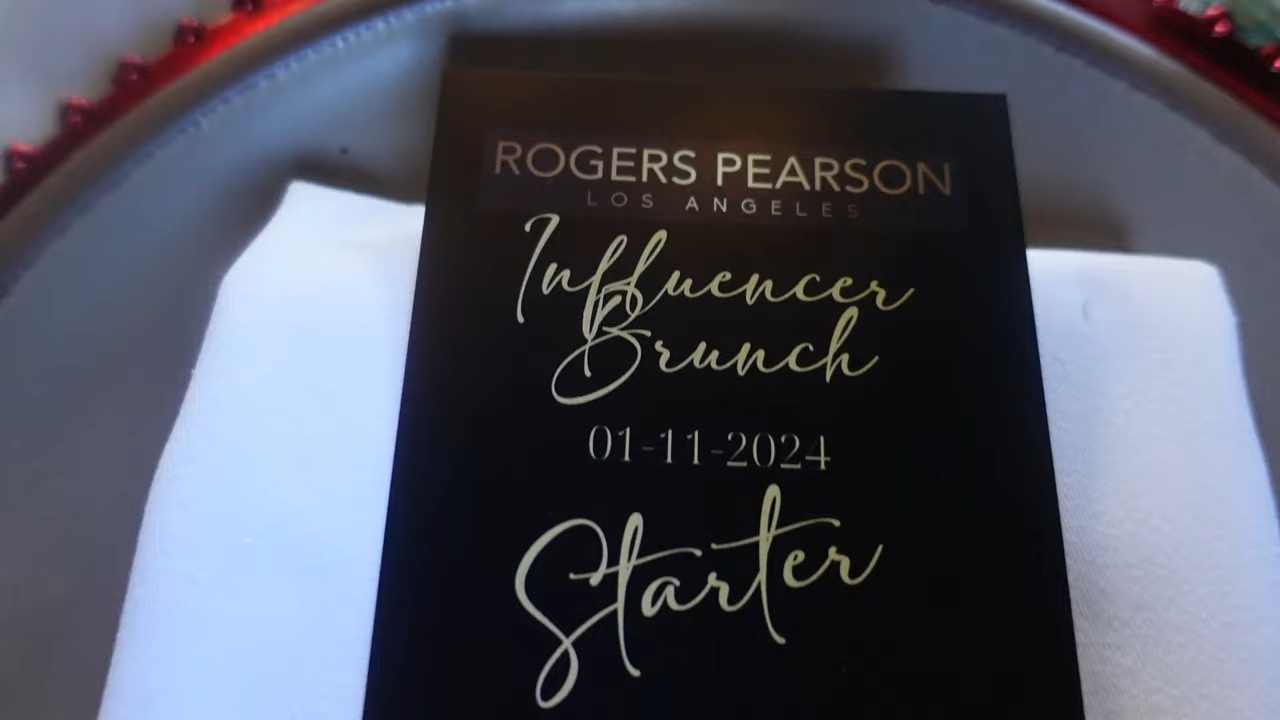 ROGERS PEARSON
LOS ANGELES
Influencer
Brunch
01-11-2024
Starter